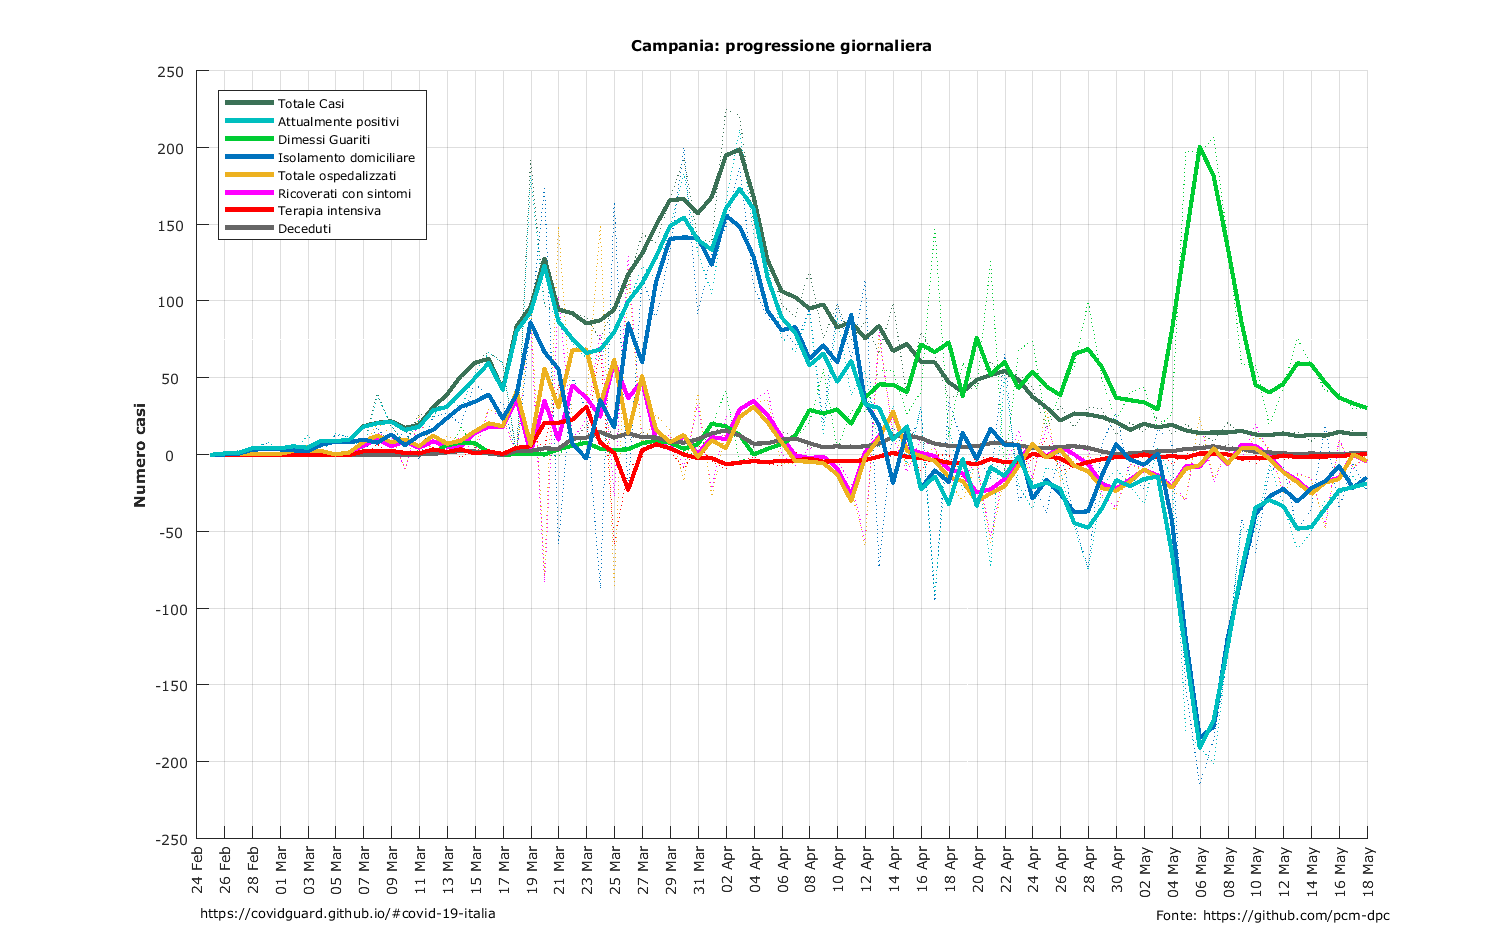 Campania: progressione giornaliera
250
200
150
100
50
0
-50
-100
-150
-200
-250
Numero casi
Totale Casi
Attualmente positivi
Dimessi Guariti
Isolamento domiciliare
Totale ospedalizzati
Ricoverati con sintomi
Terapia intensiva
Deceduti
24 Feb
26 Feb
28 Feb
01 Mar
03 Mar
05 Mar
07 Mar
09 Mar
11 Mar
13 Mar
15 Mar
17 Mar
19 Mar
21 Mar
23 Mar
25 Mar
27 Mar
29 Mar
31 Mar
02 Apr
04 Apr
06 Apr
08 Apr
10 Apr
12 Apr
14 Apr
16 Apr
18 Apr
20 Apr
22 Apr
24 Apr
26 Apr
28 Apr
30 Apr
02 May
04 May
06 May
08 May
10 May
12 May
14 May
16 May
18 May
https://covidguard.github.io/#covid-19-italia
Fonte: https://github.com/pcm-dpc